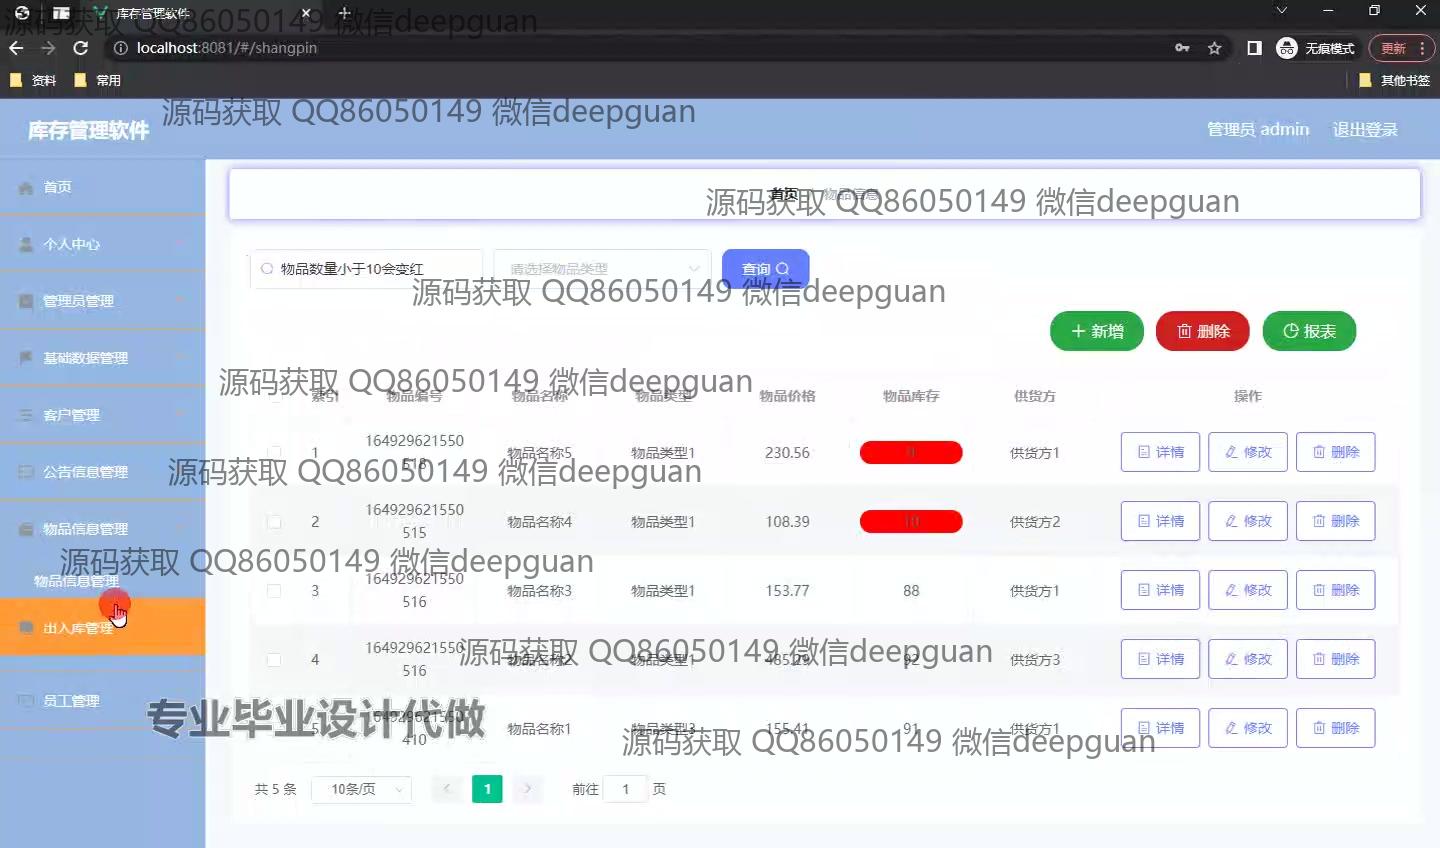 库存管理软件
localhost:8081/#/shangpin
无痕模式
更新
资料
常用
其他书签
源码获取 QQ86050149 微信deepguan
源码获取 QQ86050149 微信deepguan
库存管理软件
管理员 admin
退出登录
首页
个人中心
管理员管理
基础数据管理
客户管理
公告信息管理
物品信息管理
物品信息管理
出入库管理
员工管理
首页
物品信息
源码获取 QQ86050149 微信deepguan
物品数量小于10会变红
请选择物品类型
查询
源码获取 QQ86050149 微信deepguan
新增
删除
报表
源码获取 QQ86050149 微信deepguan
索引 物品编号 物品名称 物品类型 物品价格 物品库存 供货方 操作
1 164929621550 518 物品名称5 物品类型1 230.56 供货方1 详情 修改 删除
源码获取 QQ86050149 微信deepguan
2 164929621550 515 物品名称4 物品类型1 108.39 10 供货方2 详情 修改 删除
源码获取 QQ86050149 微信deepguan
3 164929621550 516 物品名称3 物品类型1 153.77 88 供货方1 详情 修改 删除
源码获取 QQ86050149 微信deepguan
4 164929621550 516 物品名称2 物品类型1 485.29 92 供货方3 详情 修改 删除
专业毕业设计代做
5 164929621550 410 物品名称1 物品类型3 155.41 91 供货方1 详情 修改 删除
源码获取 QQ86050149 微信deepguan
共 5 条
10条/页
1
前往 1 页